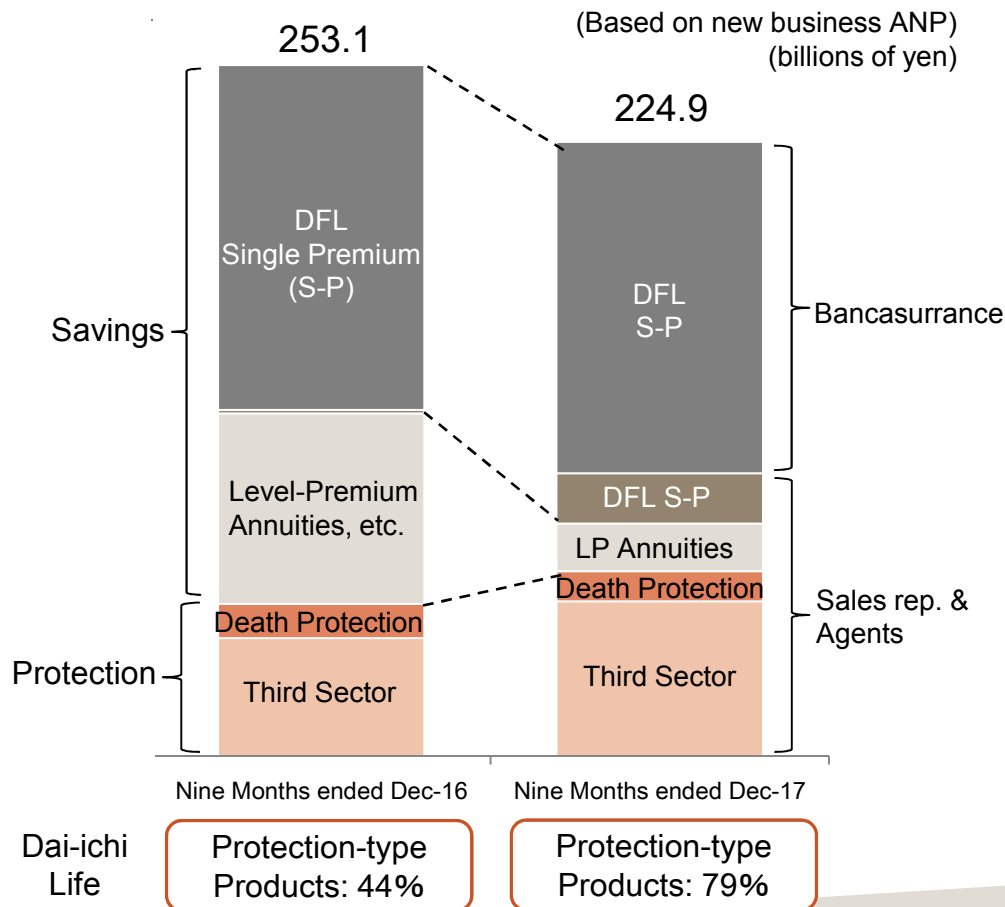 (Based on new business ANP)
(billions of yen)
253.1
224.9
DFL
Single Premium
(S-P)
DFL
S-P
Savings
Bancasurrance
Level-Premium
Annuities, etc.
DFL S-P
LP Annuities
Death Protection
Death Protection
Sales rep. &
Agents
Protection
Third Sector
Third Sector
Nine Months ended Dec-16
Nine Months ended Dec-17
Dai-ichi
Life
Protection-type
Products: 44%
Protection-type
Products: 79%